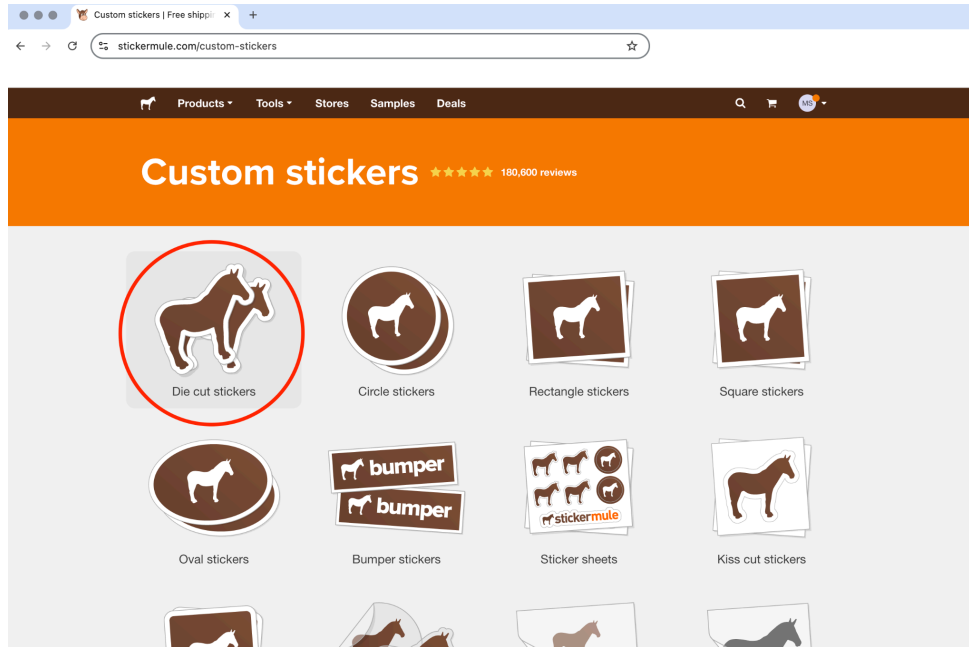 Custom stickers | Free shippin
stickermule.com/custom-stickers
Products Tools Stores Samples Deals MS
Custom stickers 180,600 reviews
Die cut stickers Circle stickers Rectangle stickers Square stickers
bumper
bumper
stickermule
Oval stickers Bumper stickers Sticker sheets Kiss cut stickers